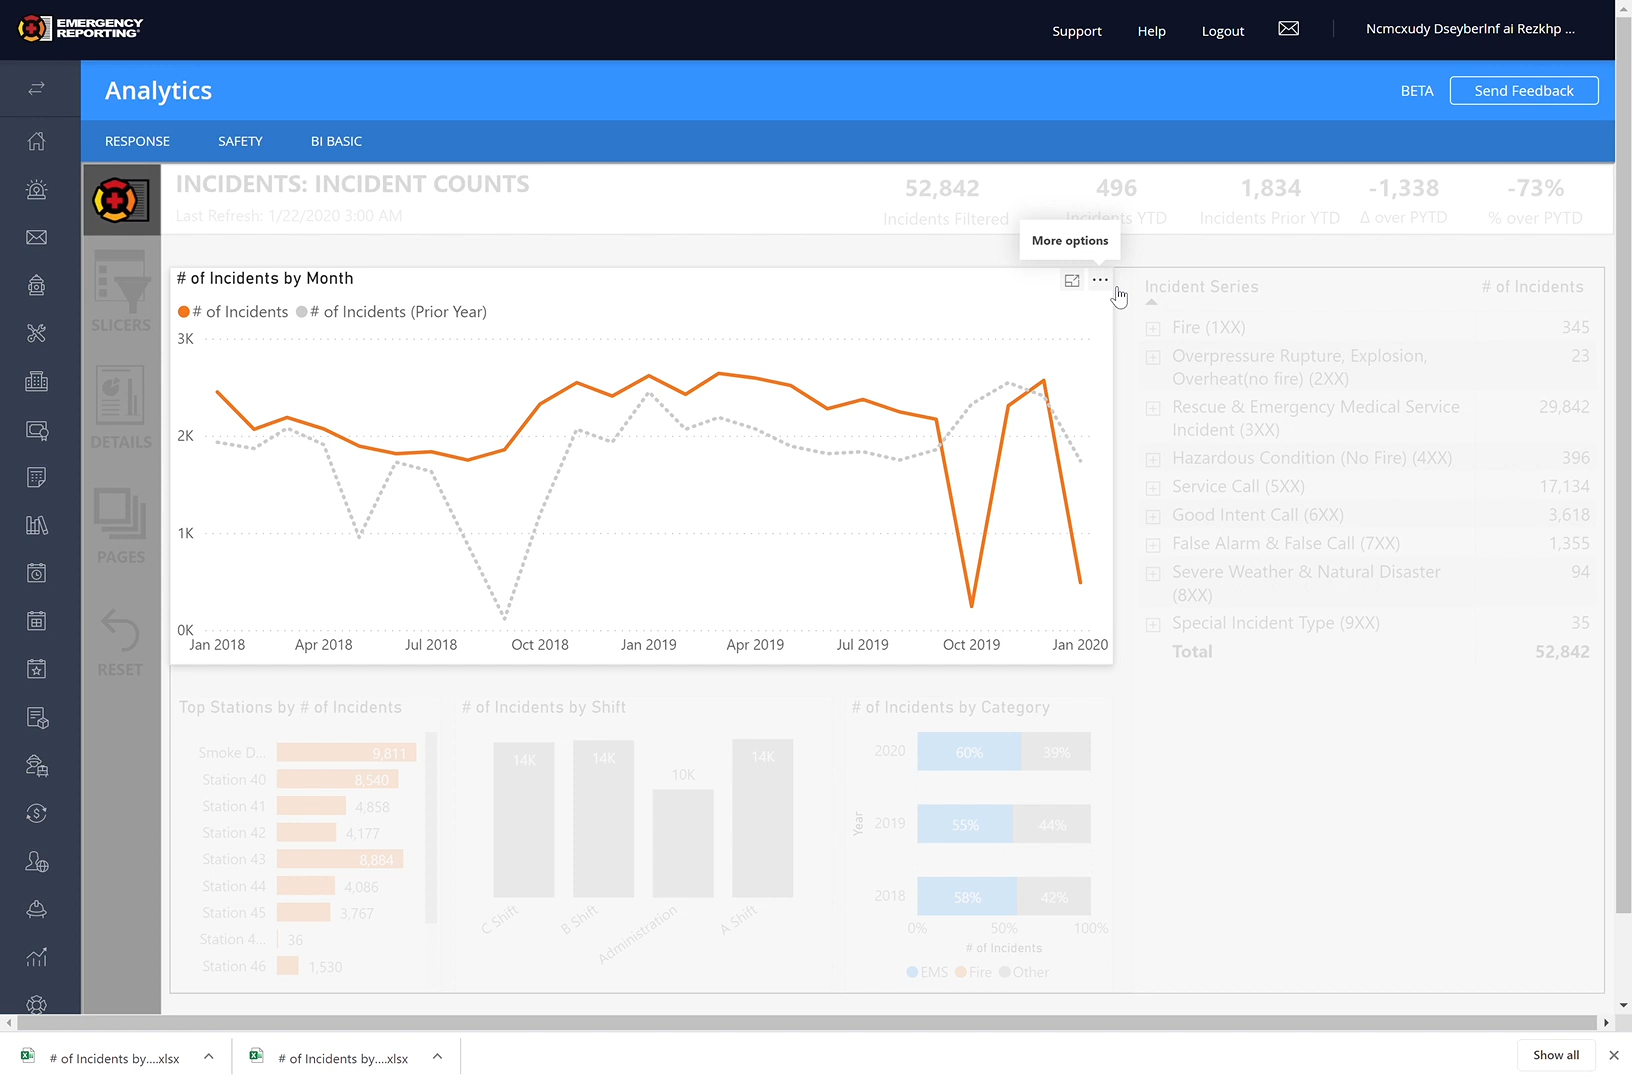 EMERGENCY
REPORTING
Support
Help
Logout
Ncmcxudy DseyberInf ai Rezkhp ...
Analytics
BETA
Send Feedback
RESPONSE
SAFETY
BI BASIC
INCIDENTS: INCIDENT COUNTS
Last Refresh: 1/22/2020 3:00 AM
52,842
Incidents Filtered
496
Incidents YTD
1,834
Incidents Prior YTD
-1,338
Δ over PYTD
-73%
% over PYTD
More options
SLICERS
DETAILS
PAGES
RESET
# of Incidents by Month
# of Incidents
# of Incidents (Prior Year)
3K
2K
1K
0K
Jan 2018
Apr 2018
Jul 2018
Oct 2018
Jan 2019
Apr 2019
Jul 2019
Oct 2019
Jan 2020
Incident Series
# of Incidents
Fire (1XX)
345
Overpressure Rupture, Explosion,
Overheat(no fire) (2XX)
23
Rescue & Emergency Medical Service
Incident (3XX)
29,842
Hazardous Condition (No Fire) (4XX)
396
Service Call (5XX)
17,134
Good Intent Call (6XX)
3,618
False Alarm & False Call (7XX)
1,355
Severe Weather & Natural Disaster
(8XX)
94
Special Incident Type (9XX)
35
Total
52,842
Top Stations by # of Incidents
Smoke D...
9,811
Station 40
8,540
Station 41
4,858
Station 42
4,177
Station 43
8,884
Station 44
4,086
Station 45
3,767
Station 4...
36
Station 46
1,530
# of Incidents by Shift
14K
14K
10K
14K
C Shift
B Shift
Administration
A Shift
# of Incidents by Category
Year
2020
60%
39%
2019
55%
44%
2018
58%
42%
0%
50%
100%
# of Incidents
EMS
Fire
Other
# of Incidents by....xlsx
# of Incidents by....xlsx
Show all